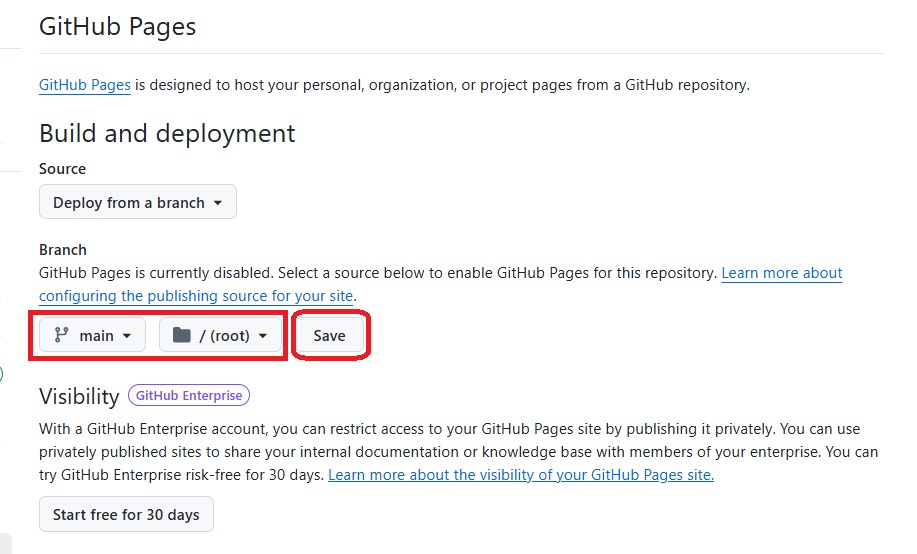 GitHub Pages
GitHub Pages is designed to host your personal, organization, or project pages from a GitHub repository.
Build and deployment
Source
Deploy from a branch
Branch
GitHub Pages is currently disabled. Select a source below to enable GitHub Pages for this repository. Learn more about
configuring the publishing source for your site.
main / (root) Save
Visibility GitHub Enterprise
With a GitHub Enterprise account, you can restrict access to your GitHub Pages site by publishing it privately. You can use
privately published sites to share your internal documentation or knowledge base with members of your enterprise. You can
try GitHub Enterprise risk-free for 30 days. Learn more about the visibility of your GitHub Pages site.
Start free for 30 days